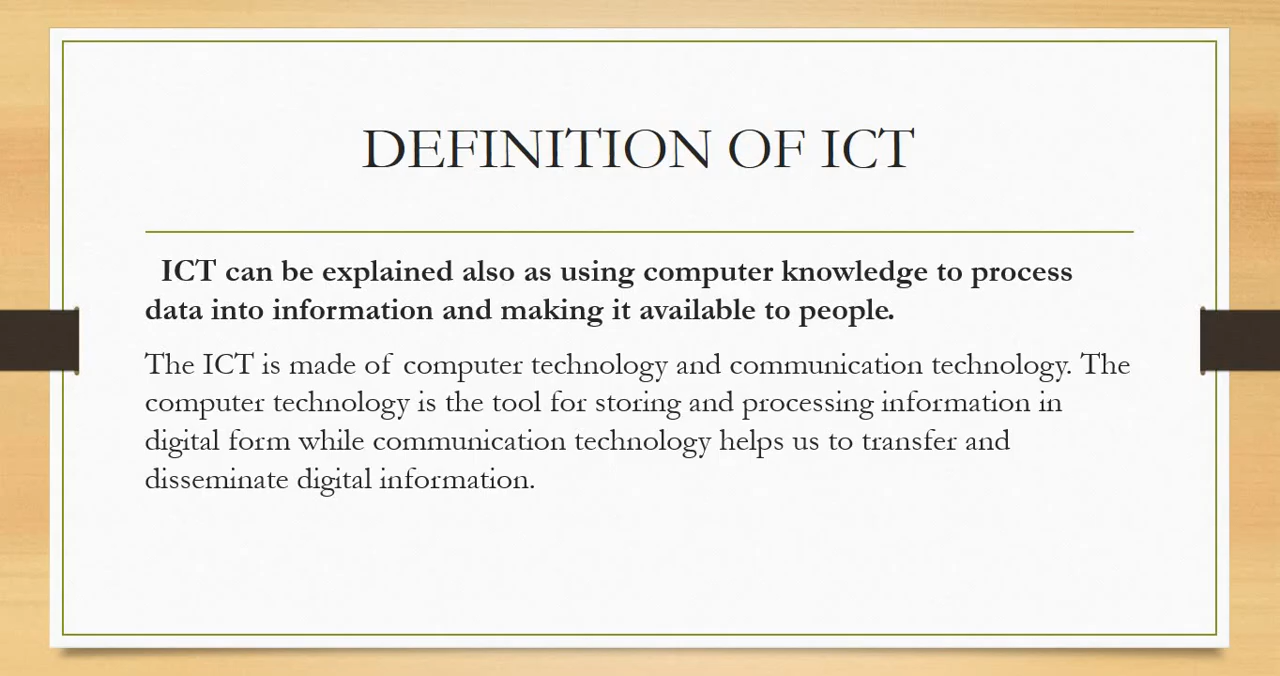 DEFINITION OF ICT
ICT can be explained also as using computer knowledge to process
data into information and making it available to people.
The ICT is made of computer technology and communication technology. The
computer technology is the tool for storing and processing information in
digital form while communication technology helps us to transfer and
disseminate digital information.